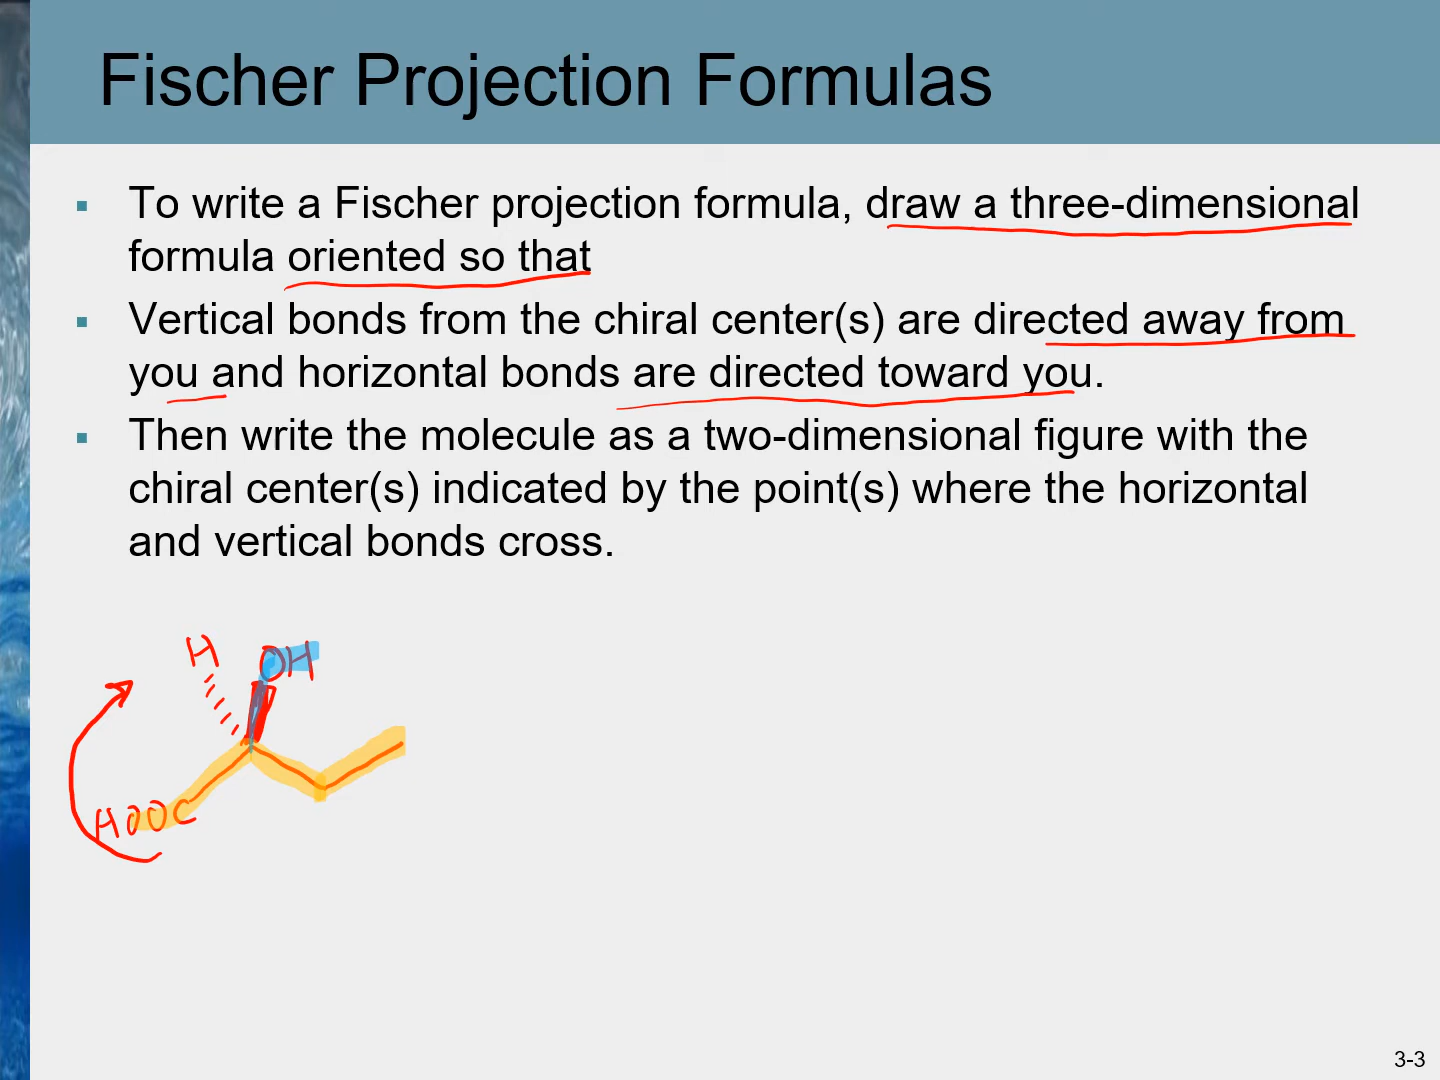 Fischer Projection Formulas
▪ To write a Fischer projection formula, draw a three-dimensional
formula oriented so that
▪ Vertical bonds from the chiral center(s) are directed away from
you and horizontal bonds are directed toward you.
▪ Then write the molecule as a two-dimensional figure with the
chiral center(s) indicated by the point(s) where the horizontal
and vertical bonds cross.
H OH
HOOC
3-3